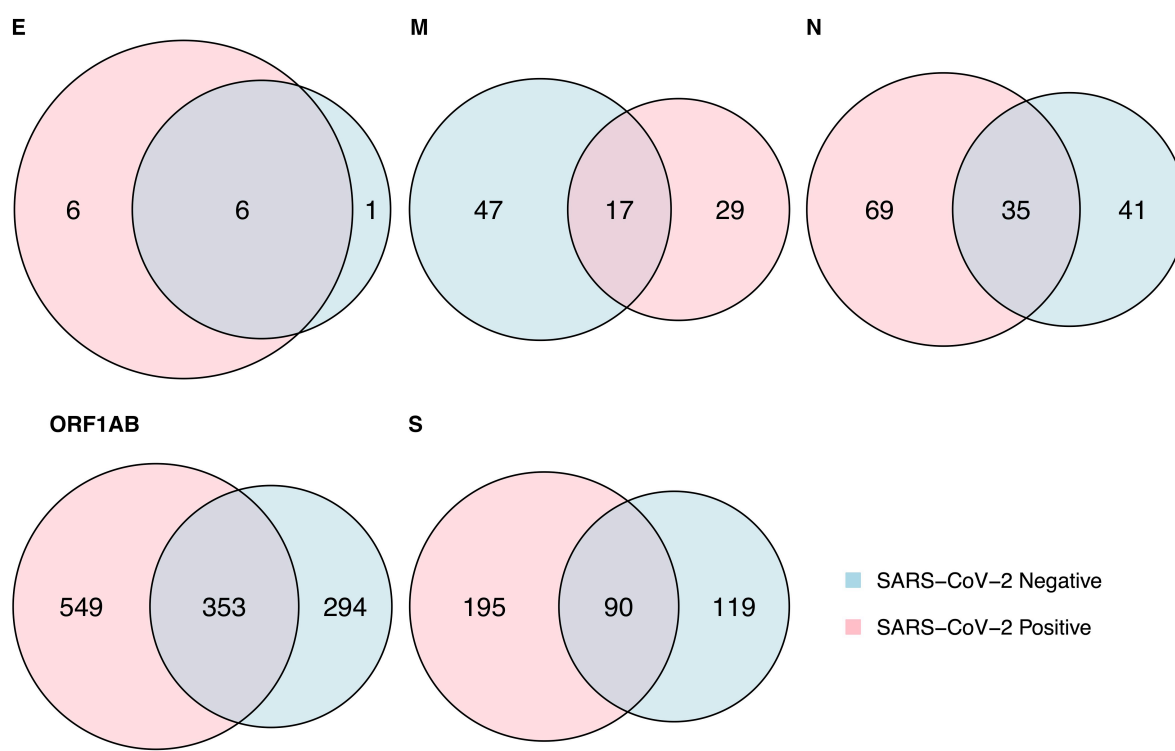 E
M
N
6
6
1
47
17
29
69
35
41
ORF1AB
S
549
353
294
195
90
119
SARS−CoV−2 Negative
SARS−CoV−2 Positive